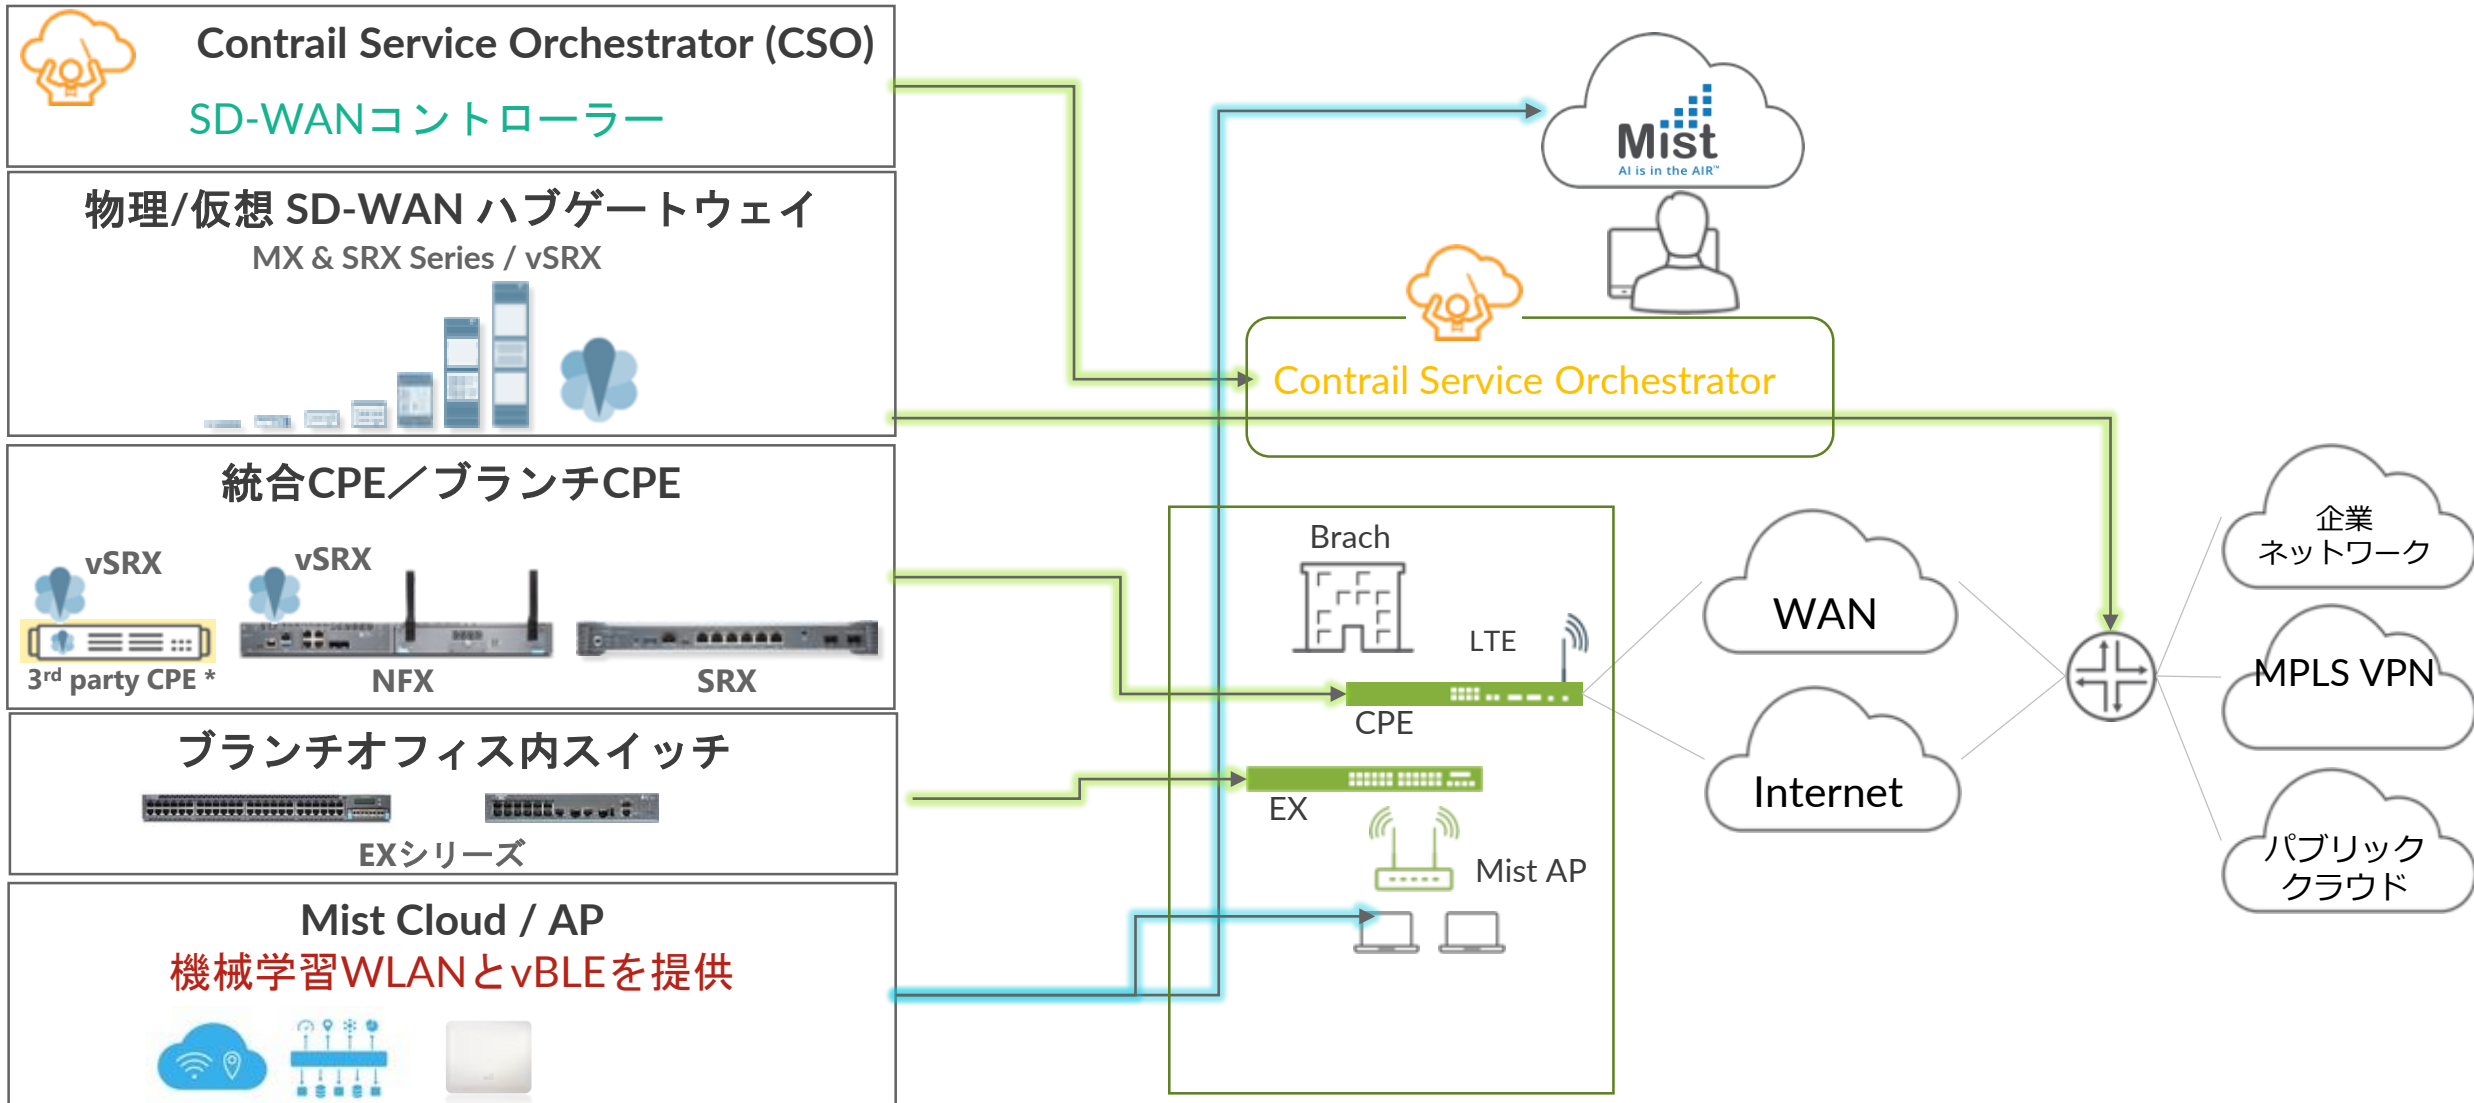 Contrail Service Orchestrator (CSO)
SD-WANコントローラー
物理/仮想 SD-WAN ハブゲートウェイ
MX & SRX Series / vSRX
統合CPE／ブランチCPE
vSRX
vSRX
3rd party CPE *
NFX
SRX
ブランチオフィス内スイッチ
EXシリーズ
Mist Cloud / AP
機械学習WLANとvBLEを提供
Mist
AI is in the AIR™
Contrail Service Orchestrator
Brach
LTE
CPE
EX
Mist AP
WAN
Internet
企業
ネットワーク
MPLS VPN
パブリック
クラウド